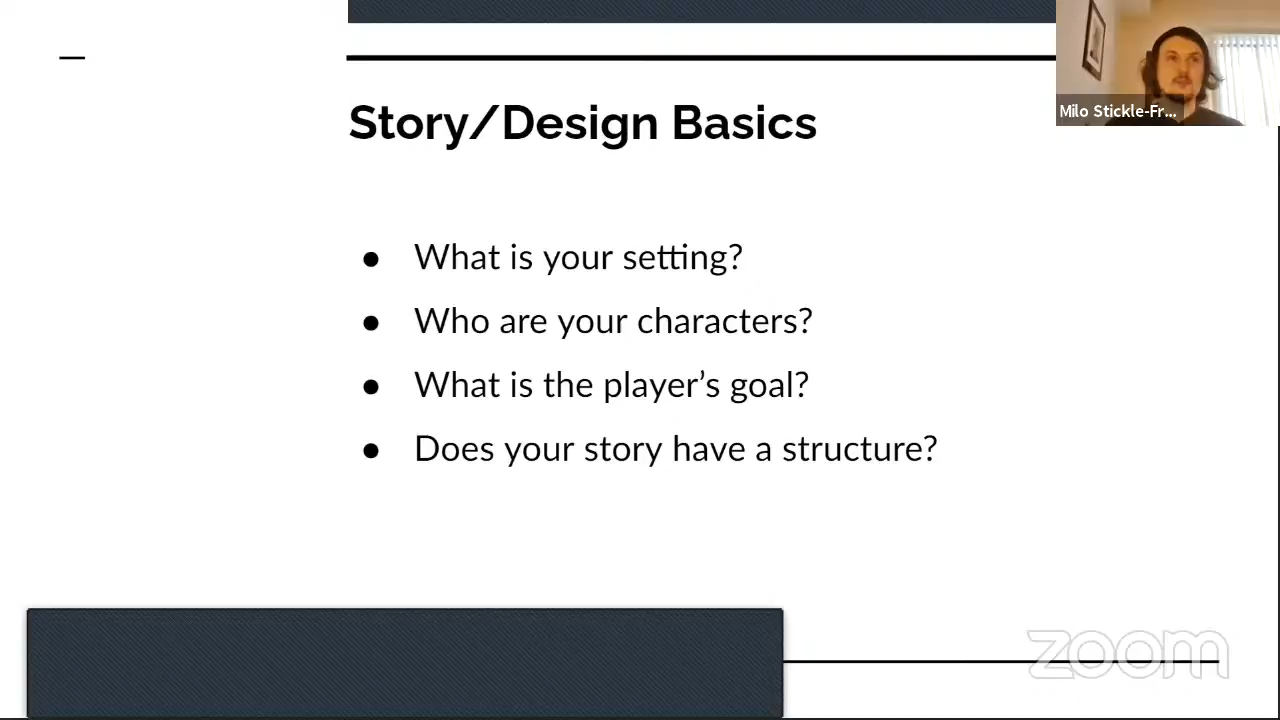 Milo Stickle-Fr...
Story/Design Basics
● What is your setting?
● Who are your characters?
● What is the player’s goal?
● Does your story have a structure?
zoom